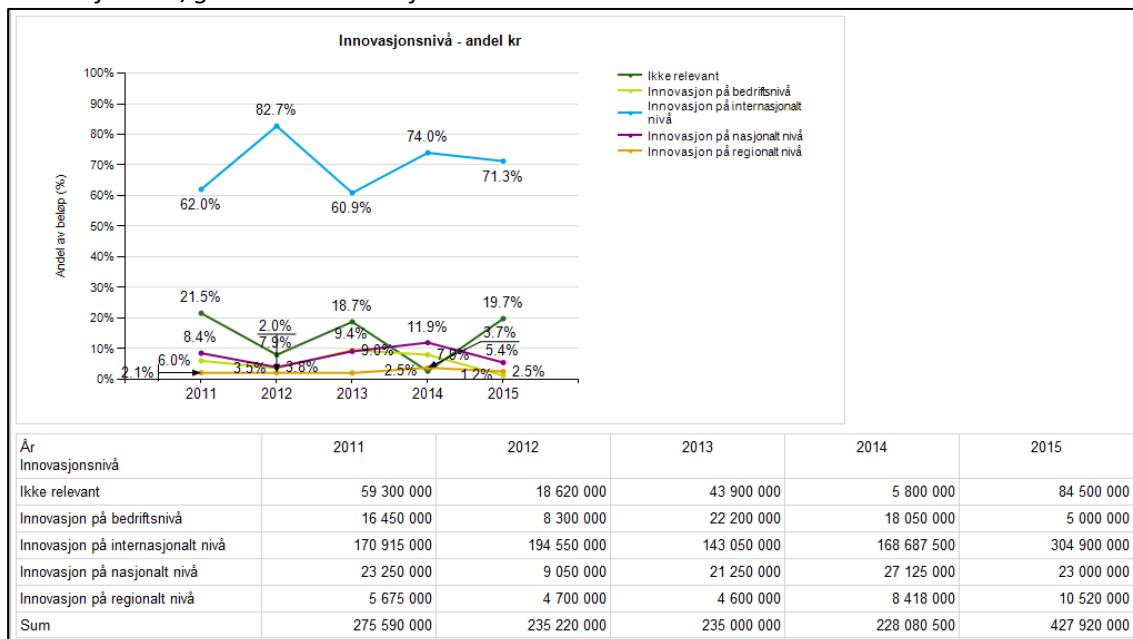 Innovasjonsnivå - andel kr
Ikke relevant
Innovasjon på bedriftsnivå
Innovasjon på internasjonalt
nivå
Innovasjon på nasjonalt nivå
Innovasjon på regionalt nivå
Andel av beløp (%)
100%
90%
80%
70%
60%
50%
40%
30%
20%
10%
0%
82.7%
74.0%
71.3%
62.0%
60.9%
21.5%
18.7%
19.7%
8.4%
2.0%
7.9%
9.4%
11.9%
3.7%
6.0%
9.0%
7.9%
5.4%
2.1%
3.5%
3.8%
2.5%
1.2%
2.5%
2011 2012 2013 2014 2015
År 2011 2012 2013 2014 2015
Innovasjonsnivå
Ikke relevant 59 300 000 18 620 000 43 900 000 5 800 000 84 500 000
Innovasjon på bedriftsnivå 16 450 000 8 300 000 22 200 000 18 050 000 5 000 000
Innovasjon på internasjonalt nivå 170 915 000 194 550 000 143 050 000 168 687 500 304 900 000
Innovasjon på nasjonalt nivå 23 250 000 9 050 000 21 250 000 27 125 000 23 000 000
Innovasjon på regionalt nivå 5 675 000 4 700 000 4 600 000 8 418 000 10 520 000
Sum 275 590 000 235 220 000 235 000 000 228 080 500 427 920 000